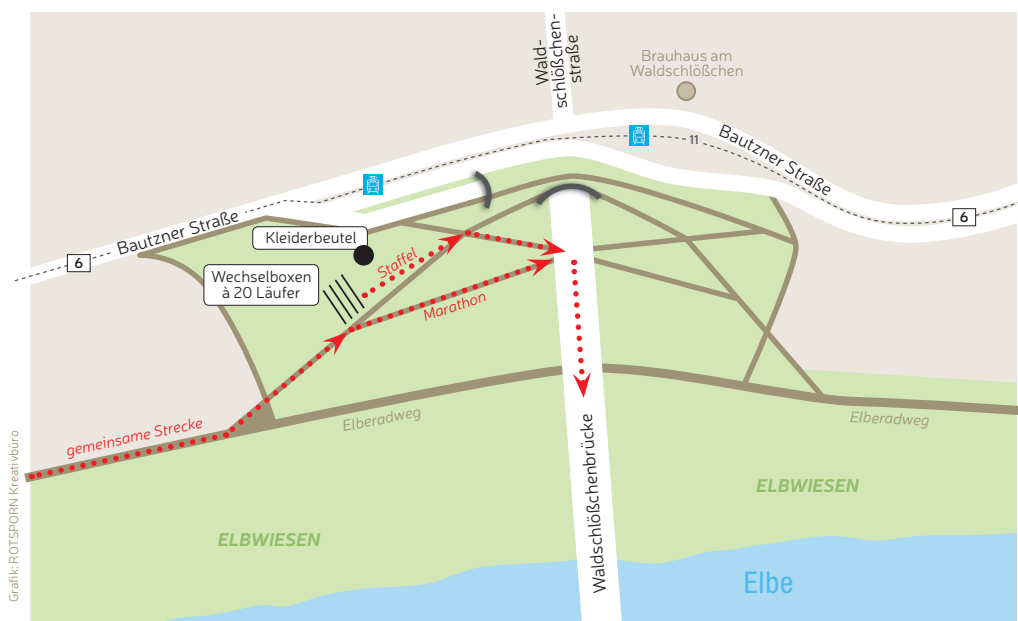 Wald-
schlößchen-
straße
Brauhaus am
Waldschlößchen
11
Bautzner Straße
6
Bautzner Straße
6
Kleiderbeutel
Wechselboxen
à 20 Läufer
Staffel
Marathon
gemeinsame Strecke
Elberadweg
Elberadweg
Waldschlößchenbrücke
ELBWIESEN
ELBWIESEN
Elbe
Grafik: ROTSPORN Kreativbüro